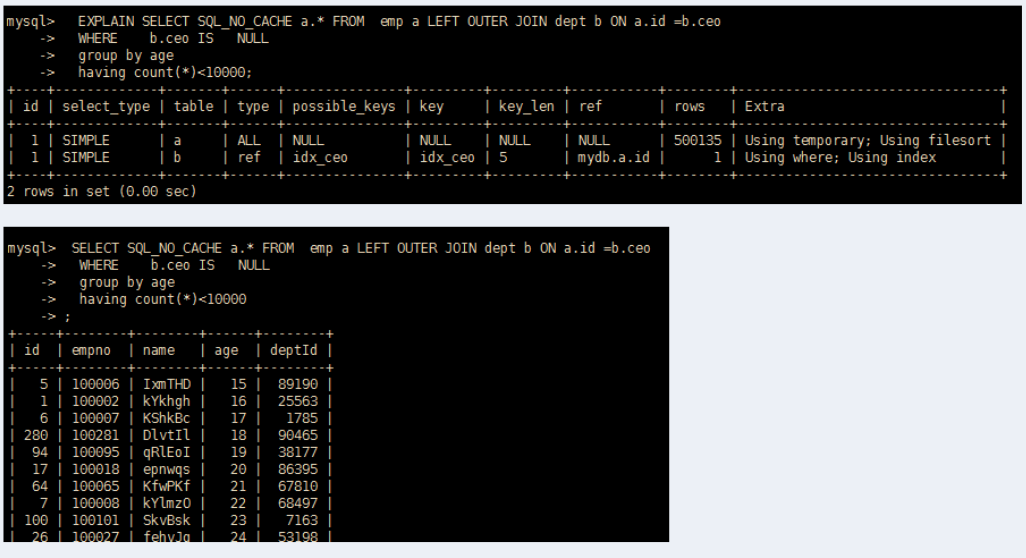 mysql>   EXPLAIN SELECT SQL_NO_CACHE a.* FROM  emp a LEFT OUTER JOIN dept b ON a.id =b.ceo
    ->   WHERE    b.ceo IS   NULL
    ->   group by age
    ->   having count(*)<10000;
+----+-------------+-------+------+---------------+---------+---------+-----------+--------+---------------------------------+
| id | select_type | table | type | possible_keys | key     | key_len | ref       | rows   | Extra                           |
+----+-------------+-------+------+---------------+---------+---------+-----------+--------+---------------------------------+
|  1 | SIMPLE      | a     | ALL  | NULL          | NULL    | NULL    | NULL      | 500135 | Using temporary; Using filesort |
|  1 | SIMPLE      | b     | ref  | idx_ceo       | idx_ceo | 5       | mydb.a.id |      1 | Using where; Using index        |
+----+-------------+-------+------+---------------+---------+---------+-----------+--------+---------------------------------+
2 rows in set (0.00 sec)
mysql>  SELECT SQL_NO_CACHE a.* FROM  emp a LEFT OUTER JOIN dept b ON a.id =b.ceo
    ->   WHERE    b.ceo IS   NULL
    ->   group by age
    ->   having count(*)<10000
    -> ;
+-----+--------+--------+------+--------+
| id  | empno  | name   | age  | deptId |
+-----+--------+--------+------+--------+
|   5 | 100006 | IxmTHD |   15 |  89190 |
|   1 | 100002 | kYkhgh |   16 |  25563 |
|   6 | 100007 | KShkBc |   17 |   1785 |
| 280 | 100281 | DlvtIl |   18 |  90465 |
|  94 | 100095 | qRlEoI |   19 |  38177 |
|  17 | 100018 | epnwqs |   20 |  86395 |
|  64 | 100065 | KfwPKf |   21 |  67810 |
|   7 | 100008 | kYlmzO |   22 |  68497 |
| 100 | 100101 | SkvBsk |   23 |   7163 |
|  26 | 100027 | fehvJq |   24 |  53198 |